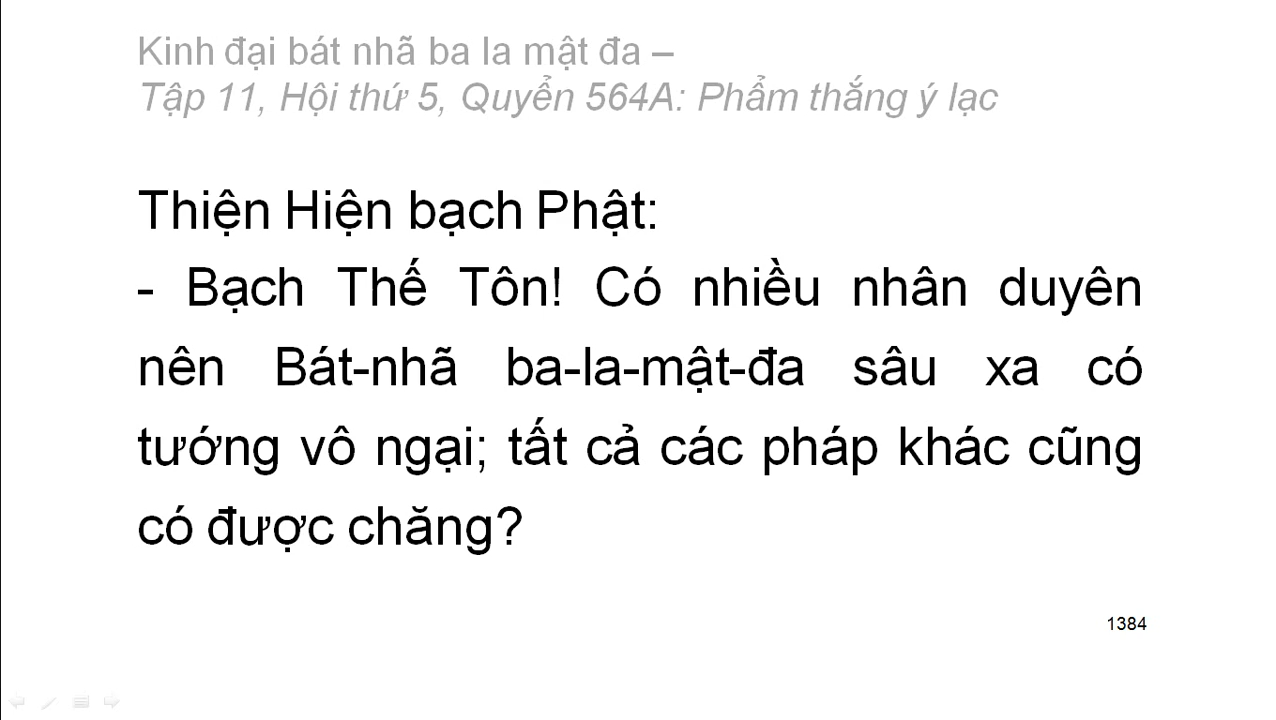 Kinh đại bát nhã ba la mật đa –
Tập 11, Hội thứ 5, Quyển 564A: Phẩm thắng ý lạc
Thiện Hiện bạch Phật:
- Bạch Thế Tôn! Có nhiều nhân duyên
nên Bát-nhã ba-la-mật-đa sâu xa có
tướng vô ngại; tất cả các pháp khác cũng
có được chăng?
1384